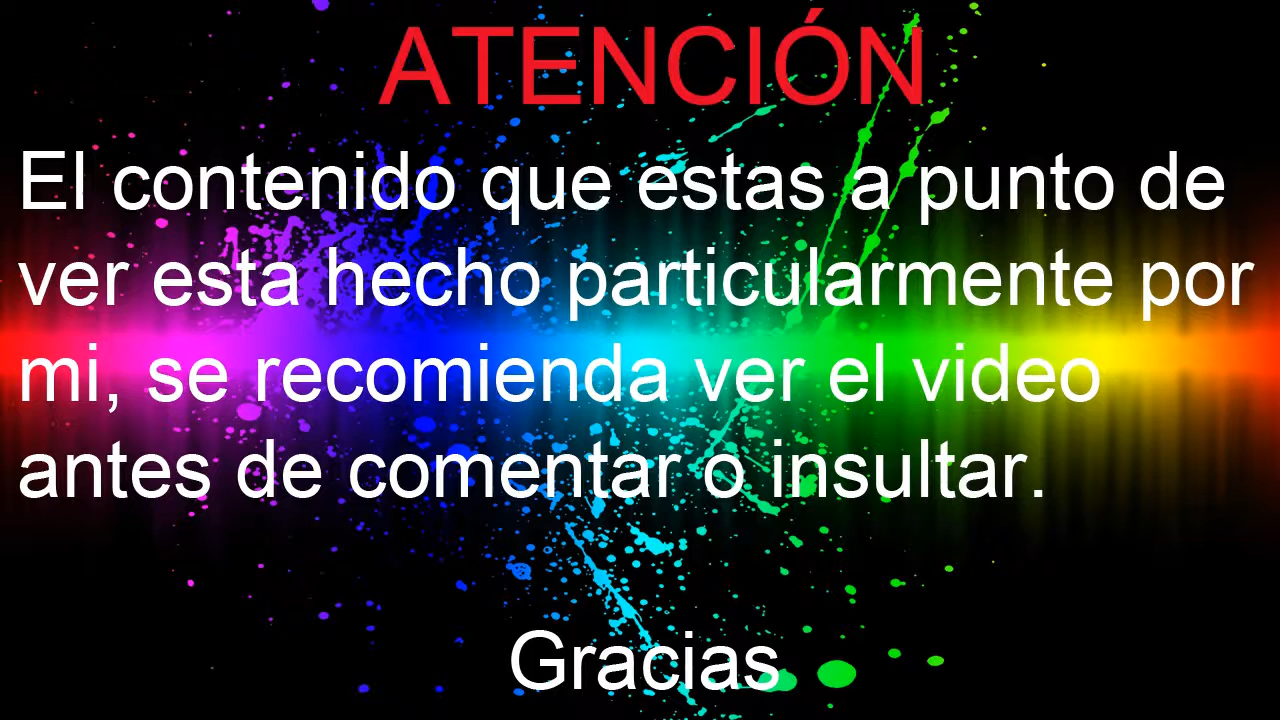 ATENCIÓN
El contenido que estas a punto de
ver esta hecho particularmente por
mi, se recomienda ver el video
antes de comentar o insultar.
Gracias